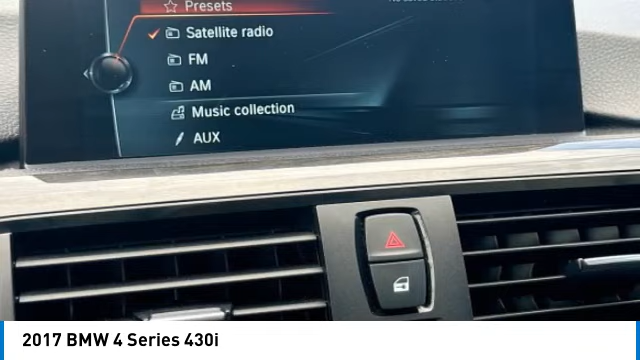 Presets
Satellite radio
FM
AM
Music collection
AUX
2017 BMW 4 Series 430i